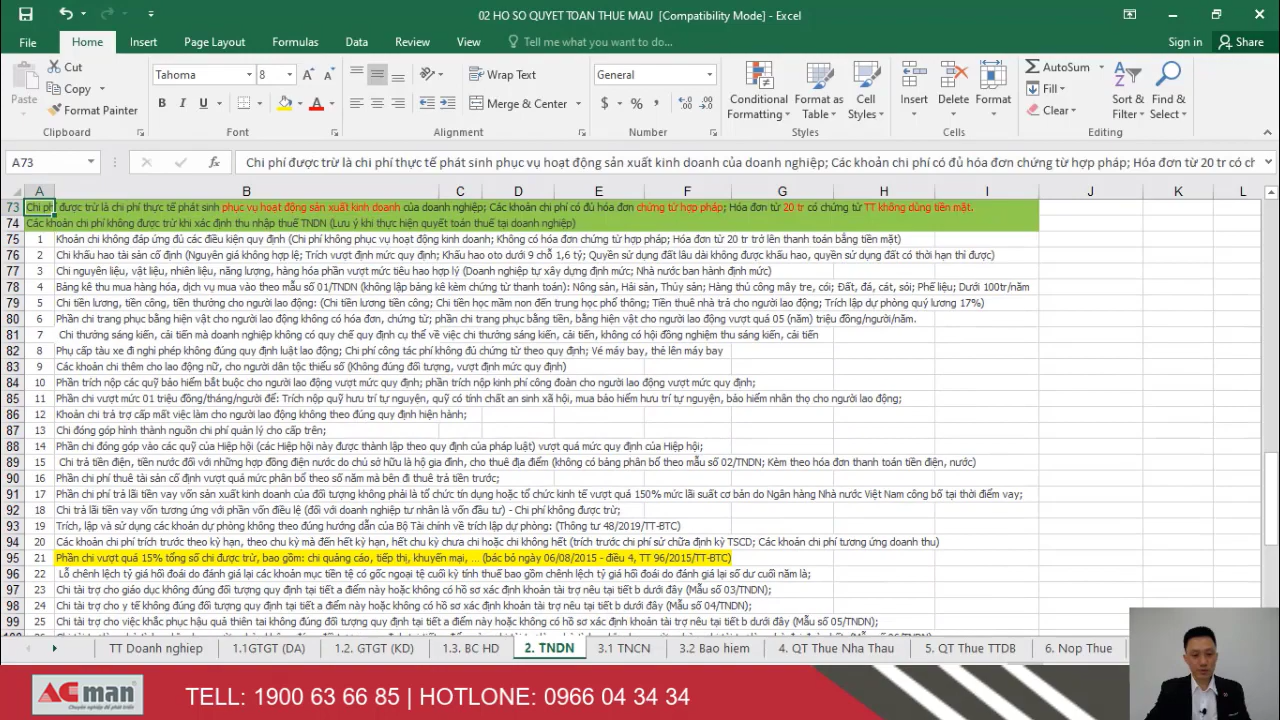 02 HO SO QUYET TOAN THUE MAU [Compatibility Mode] - Excel
File Home Insert Page Layout Formulas Data Review View Tell me what you want to do... Sign in Share
Cut
Copy
Format Painter
Paste
Clipboard
Tahoma 8
B I U
Font
Wrap Text
Merge & Center
Alignment
General
$ % ,
Number
Conditional Formatting
Format as Table
Cell Styles
Styles
Insert Delete Format
Cells
AutoSum
Fill
Clear
Sort & Filter
Find & Select
Editing
A73 fx Chi phí được trừ là chi phí thực tế phát sinh phục vụ hoạt động sản xuất kinh doanh của doanh nghiệp; Các khoản chi phí có đủ hóa đơn chứng từ hợp pháp; Hóa đơn từ 20 tr có ch
A B C D E F G H I J K L
73 Chi phí được trừ là chi phí thực tế phát sinh phục vụ hoạt động sản xuất kinh doanh của doanh nghiệp; Các khoản chi phí có đủ hóa đơn chứng từ hợp pháp; Hóa đơn từ 20 tr có chứng từ TT không dùng tiền mặt.
74 Các khoản chi phí không được trừ khi xác định thu nhập thuế TNDN (Lưu ý khi thực hiện quyết toán thuế tại doanh nghiệp)
75 1 Khoản chi không đáp ứng đủ các điều kiện quy định (Chi phí không phục vụ hoạt động kinh doanh; Không có hóa đơn chứng từ hợp pháp; Hóa đơn từ 20 tr trở lên thanh toán bằng tiền mặt)
76 2 Chi khấu hao tài sản cố định (Nguyên giá không hợp lệ; Trích vượt định mức quy định; Khấu hao oto dưới 9 chỗ 1,6 tỷ; Quyền sử dụng đất lâu dài không được khấu hao, quyền sử dụng đất có thời hạn thì được)
77 3 Chi nguyên liệu, vật liệu, nhiên liệu, năng lượng, hàng hóa phần vượt mức tiêu hao hợp lý (Doanh nghiệp tự xây dựng định mức; Nhà nước ban hành định mức)
78 4 Bảng kê thu mua hàng hóa, dịch vụ mua vào theo mẫu số 01/TNDN (không lập bảng kê kèm chứng từ thanh toán): Nông sản, Hải sản, Thủy sản; Hàng thủ công mây tre, cói; Đất, đá, cát, sỏi; Phế liệu; Dưới 100tr/năm
79 5 Chi tiền lương, tiền công, tiền thưởng cho người lao động: (Chi tiền lương tiền công; Chi tiền học mầm non đến trung học phổ thông; Tiền thuê nhà trả cho người lao động; Trích lập dự phòng quỹ lương 17%)
80 6 Phần chi trang phục bằng hiện vật cho người lao động không có hóa đơn, chứng từ; phần chi trang phục bằng tiền, bằng hiện vật cho người lao động vượt quá 05 (năm) triệu đồng/người/năm.
81 7 Chi thưởng sáng kiến, cải tiến mà doanh nghiệp không có quy chế quy định cụ thể về việc chi thưởng sáng kiến, cải tiến, không có hội đồng nghiệm thu sáng kiến, cải tiến
82 8 Phụ cấp tàu xe đi nghỉ phép không đúng quy định luật lao động; Chi phí công tác phí không đủ chứng từ theo quy định; Vé máy bay, thẻ lên máy bay
83 9 Các khoản chi thêm cho lao động nữ, cho người dân tộc thiểu số (Không đúng đối tượng, vượt định mức quy định)
84 10 Phần trích nộp các quỹ bảo hiểm bắt buộc cho người lao động vượt mức quy định; phần trích nộp kinh phí công đoàn cho người lao động vượt mức quy định;
85 11 Phần chi vượt mức 01 triệu đồng/tháng/người để: Trích nộp quỹ hưu trí tự nguyện, quỹ có tính chất an sinh xã hội, mua bảo hiểm hưu trí tự nguyện, bảo hiểm nhân thọ cho người lao động;
86 12 Khoản chi trả trợ cấp mất việc làm cho người lao động không theo đúng quy định hiện hành;
87 13 Chi đóng góp hình thành nguồn chi phí quản lý cho cấp trên;
88 14 Phần chi đóng góp vào các quỹ của Hiệp hội (các Hiệp hội này được thành lập theo quy định của pháp luật) vượt quá mức quy định của Hiệp hội;
89 15 Chi trả tiền điện, tiền nước đối với những hợp đồng điện nước do chủ sở hữu là hộ gia đình, cho thuê địa điểm (không có bảng phân bổ theo mẫu số 02/TNDN; Kèm theo hóa đơn thanh toán tiền điện, nước)
90 16 Phần chi phí thuê tài sản cố định vượt quá mức phân bổ theo số năm mà bên đi thuê trả tiền trước;
91 17 Phần chi phí trả lãi tiền vay vốn sản xuất kinh doanh của đối tượng không phải là tổ chức tín dụng hoặc tổ chức kinh tế vượt quá 150% mức lãi suất cơ bản do Ngân hàng Nhà nước Việt Nam công bố tại thời điểm vay;
92 18 Chi trả lãi tiền vay vốn tương ứng với phần vốn điều lệ (đối với doanh nghiệp tư nhân là vốn đầu tư) - Chi phí không được trừ;
93 19 Trích, lập và sử dụng các khoản dự phòng không theo đúng hướng dẫn của Bộ Tài chính về trích lập dự phòng: (Thông tư 48/2019/TT-BTC)
94 20 Các khoản chi phí trích trước theo kỳ hạn, theo chu kỳ mà đến hết kỳ hạn, hết chu kỳ chưa chi hoặc chi không hết (trích trước chi phí sử chữa định kỳ TSCD; Các khoản chi phí tương ứng doanh thu)
95 21 Phần chi vượt quá 15% tổng số chi được trừ, bao gồm: chi quảng cáo, tiếp thị, khuyến mại, ... (bác bỏ ngày 06/08/2015 - điều 4, TT 96/2015/TT-BTC)
96 22 Lỗ chênh lệch tỷ giá hối đoái do đánh giá lại các khoản mục tiền tệ có gốc ngoại tệ cuối kỳ tính thuế bao gồm chênh lệch tỷ giá hối đoái do đánh giá lại số dư cuối năm là;
97 23 Chi tài trợ cho giáo dục không đúng đối tượng quy định tại tiết a điểm này hoặc không có hồ sơ xác định khoản tài trợ nêu tại tiết b dưới đây (Mẫu số 03/TNDN);
98 24 Chi tài trợ cho y tế không đúng đối tượng quy định tại tiết a điểm này hoặc không có hồ sơ xác định khoản tài trợ nêu tại tiết b dưới đây (Mẫu số 04/TNDN);
99 25 Chi tài trợ cho việc khắc phục hậu quả thiên tai không đúng đối tượng quy định tại tiết a điểm này hoặc không có hồ sơ xác định khoản tài trợ nêu tại tiết b dưới đây (Mẫu số 05/TNDN);
TT Doanh nghiep 1.1GTGT (DA) 1.2. GTGT (KD) 1.3. BC HD 2. TNDN 3.1 TNCN 3.2 Bao hiem 4. QT Thue Nha Thau 5. QT Thue TTDB 6. Nop Thue
ACman
Chuyên nghiệp để phát triển
TELL: 1900 63 66 85 | HOTLONE: 0966 04 34 34